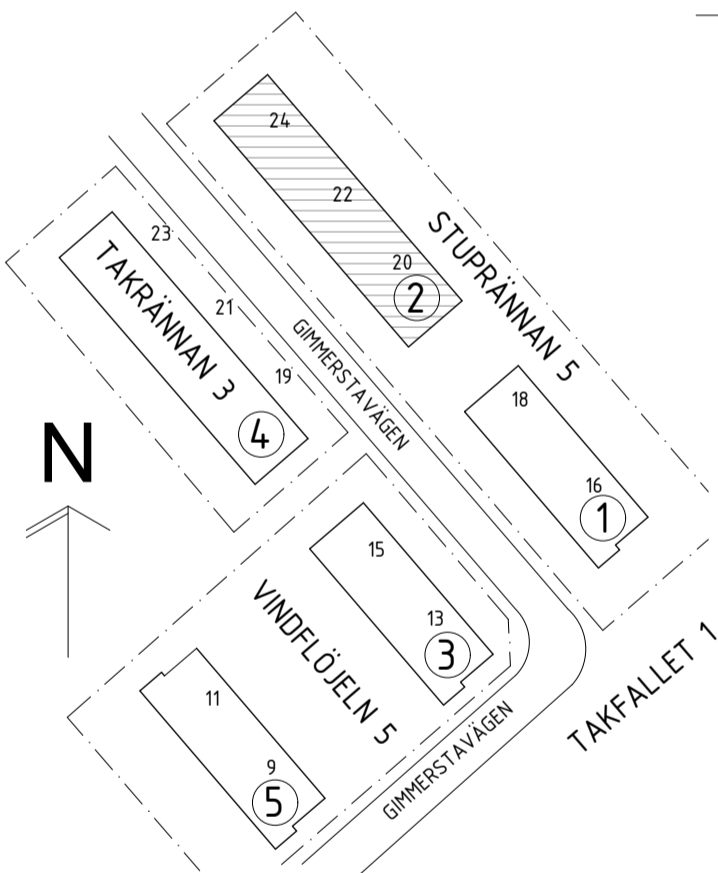 24
22
20
2
STUPRÄNNAN 5
23
21
19
TAKRÄNNAN 3
4
GIMMERSTAVÄGEN
18
16
1
N
15
13
3
VINDFLÖJELN 5
11
9
5
GIMMERSTAVÄGEN
TAKFALLET 1